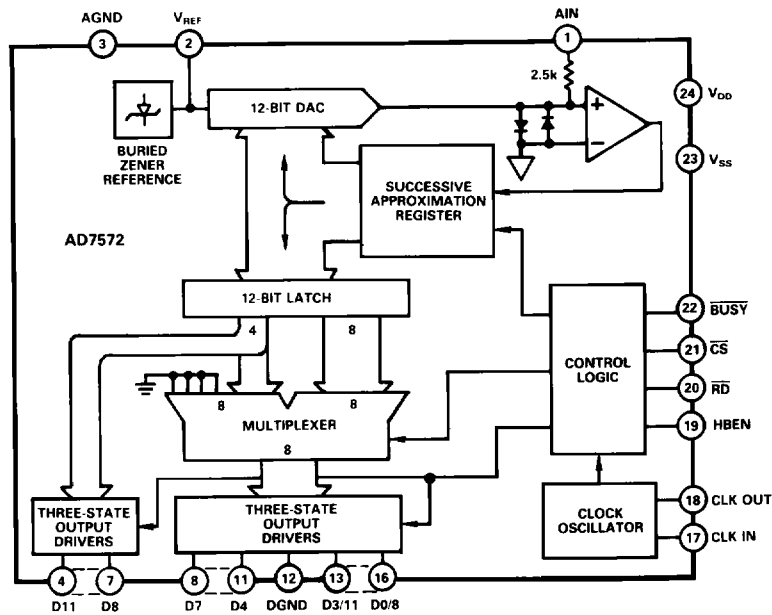 AGND
VREF
AIN
3
2
1
2.5k
24
VDD
12-BIT DAC
+
−
BURIED
ZENER
REFERENCE
23
VSS
SUCCESSIVE
APPROXIMATION
REGISTER
AD7572
12-BIT LATCH
4
8
22
BUSY
21
CS
CONTROL
LOGIC
20
RD
19
HBEN
8
8
MULTIPLEXER
8
THREE-STATE
OUTPUT
DRIVERS
THREE-STATE
OUTPUT
DRIVERS
CLOCK
OSCILLATOR
18
CLK OUT
17
CLK IN
4
7
8
11
12
13
16
D11
D8
D7
D4
DGND
D3/11
D0/8